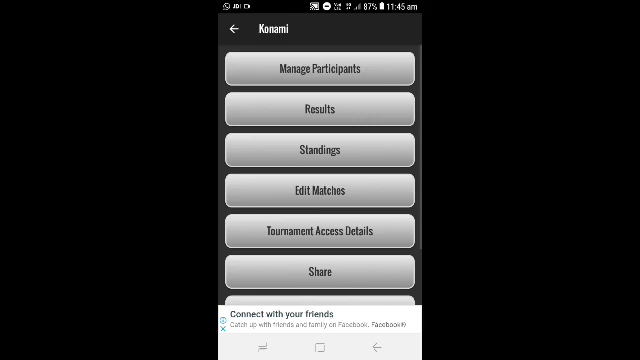 87% 11:45 am
Konami
Manage Participants
Results
Standings
Edit Matches
Tournament Access Details
Share
Connect with your friends
Catch up with friends and family on Facebook. Facebook®